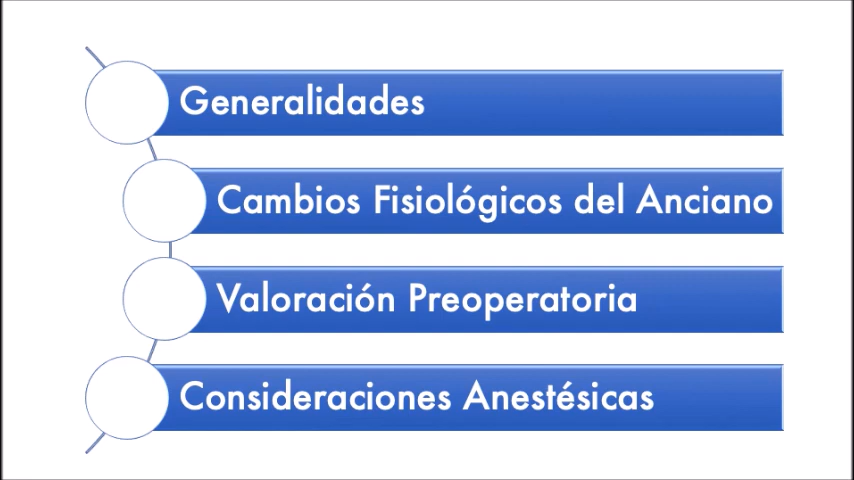 Generalidades
Cambios Fisiológicos del Anciano
Valoración Preoperatoria
Consideraciones Anestésicas